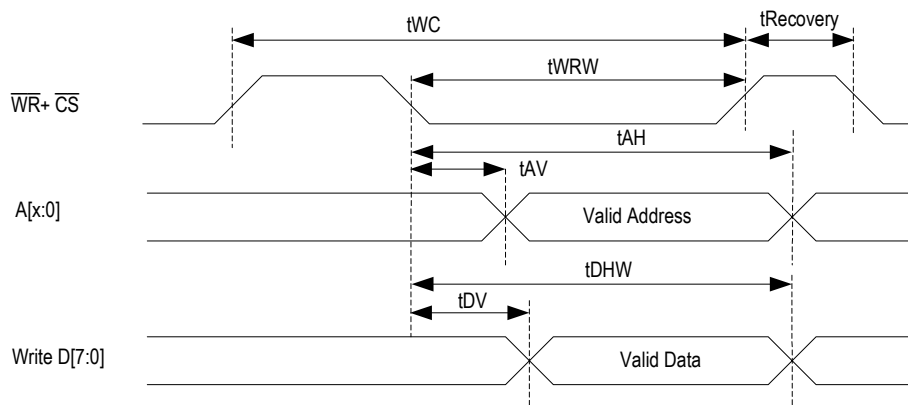 tWC
tRecovery
tWRW
WR+ CS
tAH
tAV
A[x:0]
Valid Address
tDHW
tDV
Write D[7:0]
Valid Data